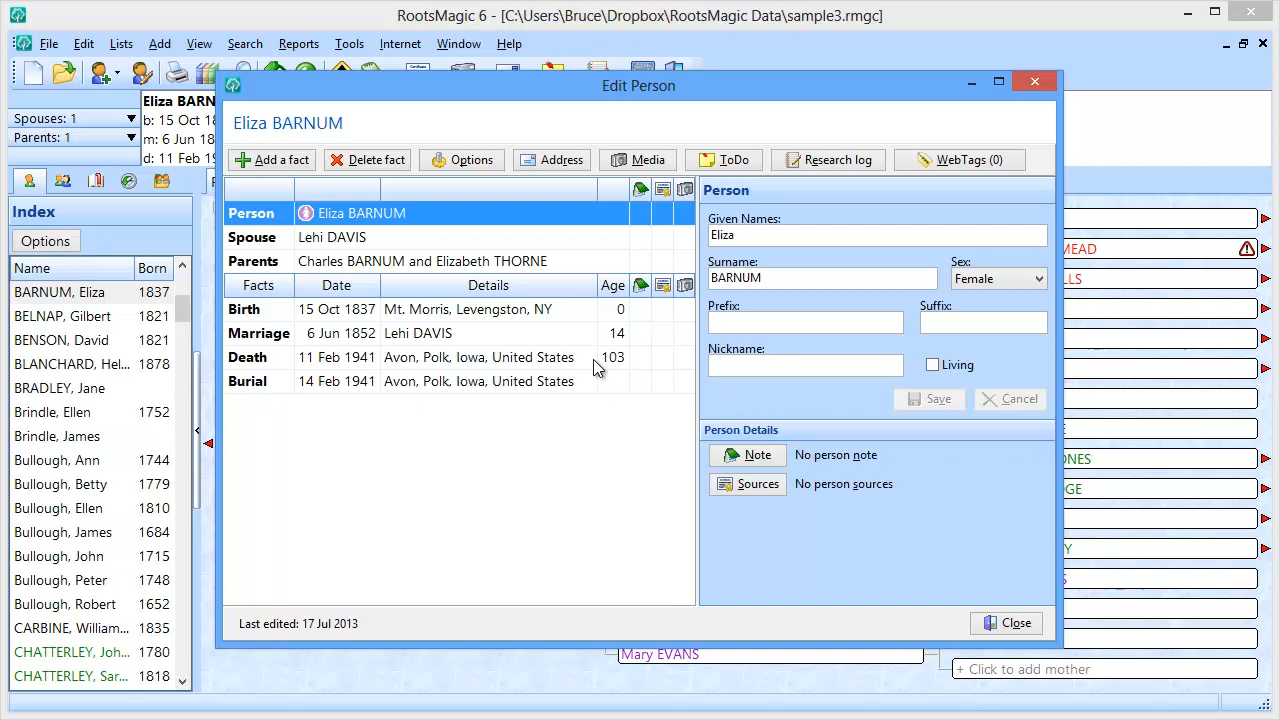 RootsMagic 6 - [C:\Users\Bruce\Dropbox\RootsMagic Data\sample3.rmgc]
File Edit Lists Add View Search Reports Tools Internet Window Help
Spouses: 1
Parents: 1
Eliza BAR
b: 15 Oct 18
m: 6 Jun 18
d: 11 Feb 19
Edit Person
Eliza BARNUM
Add a fact Delete fact Options Address Media ToDo Research log WebTags (0)
Index
Options
Name Born
BARNUM, Eliza 1837
BELNAP, Gilbert 1821
BENSON, David 1821
BLANCHARD, Hel... 1878
BRADLEY, Jane
Brindle, Ellen 1752
Brindle, James
Bullough, Ann 1744
Bullough, Betty 1779
Bullough, Ellen 1810
Bullough, James 1684
Bullough, John 1715
Bullough, Peter 1748
Bullough, Robert 1652
CARBINE, William... 1835
CHATTERLEY, Joh... 1780
CHATTERLEY, Sar... 1818
Person Eliza BARNUM
Spouse Lehi DAVIS
Parents Charles BARNUM and Elizabeth THORNE
Facts Date Details Age
Birth 15 Oct 1837 Mt. Morris, Levengston, NY 0
Marriage 6 Jun 1852 Lehi DAVIS 14
Death 11 Feb 1941 Avon, Polk, Iowa, United States 103
Burial 14 Feb 1941 Avon, Polk, Iowa, United States
Person
Given Names:
Eliza
Surname: Sex:
BARNUM Female
Prefix: Suffix:
Nickname:
Living
Save Cancel
Person Details
Note No person note
Sources No person sources
Last edited: 17 Jul 2013
Close
MEAD
LLS
E
ONES
GE
Y
S
Mary EVANS
+ Click to add mother